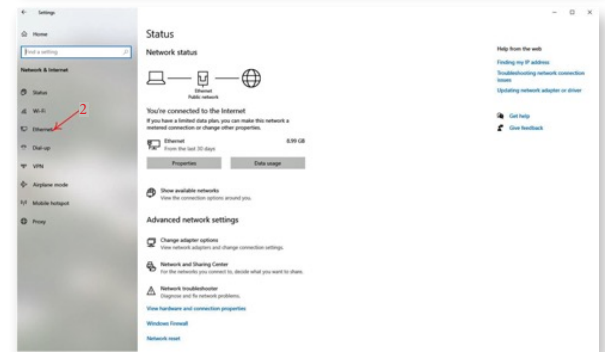 Settings
Home
Find a setting
Network & Internet
Status
Wi-Fi
Ethernet
2
Dial-up
VPN
Airplane mode
Mobile hotspot
Proxy
Status
Network status
Ethernet
Public network
You're connected to the Internet
If you have a limited data plan, you can make this network a
metered connection or change other properties.
Ethernet
8.99 GB
From the last 30 days
Properties
Data usage
Show available networks
View the connection options around you.
Advanced network settings
Change adapter options
View network adapters and change connection settings.
Network and Sharing Center
For the networks you connect to, decide what you want to share.
Network troubleshooter
Diagnose and fix network problems.
View hardware and connection properties
Windows Firewall
Network reset
Help from the web
Finding my IP address
Troubleshooting network connection
issues
Updating network adapter or driver
Get help
Give feedback